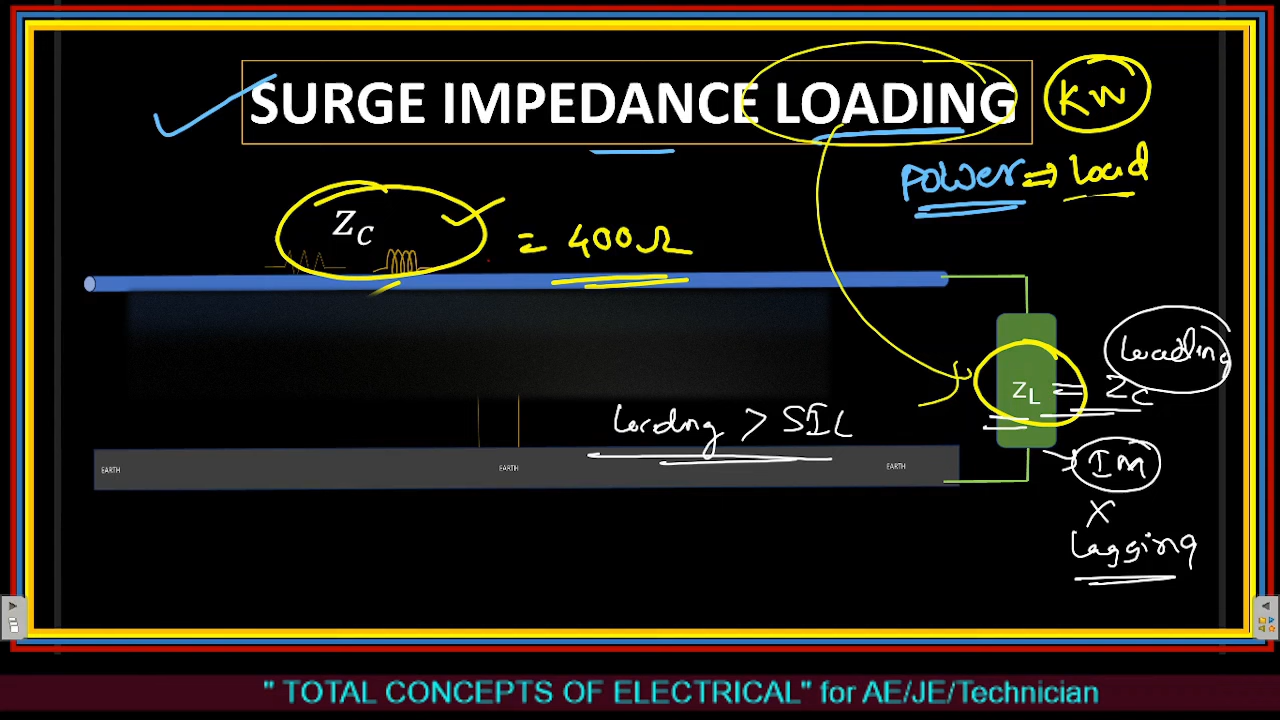 SURGE IMPEDANCE LOADING
KW
Power ⇒ Load
Z_C
= 400Ω
Loading
Z_L = Z_C
Loading > SIL
EARTH EARTH EARTH
IM
X
Lagging
" TOTAL CONCEPTS OF ELECTRICAL" for AE/JE/Technician